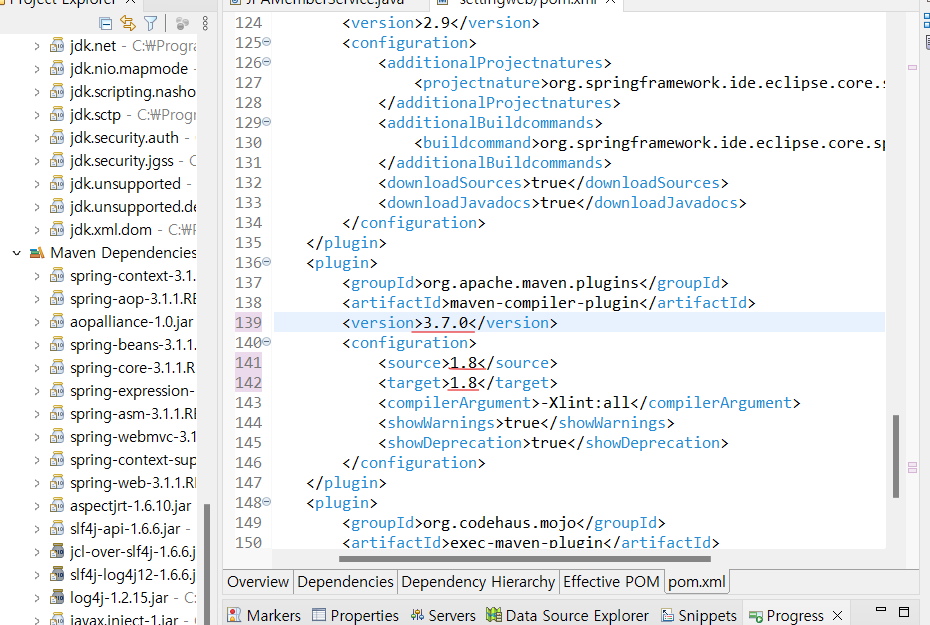 Project Explorer
JPAMemberService.java
settingweb/pom.xml
jdk.net - C:₩Progra
jdk.nio.mapmode -
jdk.scripting.nasho
jdk.sctp - C:₩Progr
jdk.security.auth -
jdk.security.jgss - C
jdk.unsupported -
jdk.unsupported.de
jdk.xml.dom - C:₩P
Maven Dependencies
spring-context-3.1.
spring-aop-3.1.1.RE
aopalliance-1.0.jar
spring-beans-3.1.1.
spring-core-3.1.1.R
spring-expression-
spring-asm-3.1.1.RE
spring-webmvc-3.1
spring-context-sup
spring-web-3.1.1.RE
aspectjrt-1.6.10.jar
slf4j-api-1.6.6.jar -
jcl-over-slf4j-1.6.6.j
slf4j-log4j12-1.6.6.j
log4j-1.2.15.jar - C:
javax.inject-1.jar - C:
124 <version>2.9</version>
125 <configuration>
126 <additionalProjectnatures>
127 <projectnature>org.springframework.ide.eclipse.core.s
128 </additionalProjectnatures>
129 <additionalBuildcommands>
130 <buildcommand>org.springframework.ide.eclipse.core.sp
131 </additionalBuildcommands>
132 <downloadSources>true</downloadSources>
133 <downloadJavadocs>true</downloadJavadocs>
134 </configuration>
135 </plugin>
136 <plugin>
137 <groupId>org.apache.maven.plugins</groupId>
138 <artifactId>maven-compiler-plugin</artifactId>
139 <version>3.7.0</version>
140 <configuration>
141 <source>1.8</source>
142 <target>1.8</target>
143 <compilerArgument>-Xlint:all</compilerArgument>
144 <showWarnings>true</showWarnings>
145 <showDeprecation>true</showDeprecation>
146 </configuration>
147 </plugin>
148 <plugin>
149 <groupId>org.codehaus.mojo</groupId>
150 <artifactId>exec-maven-plugin</artifactId>
Overview Dependencies Dependency Hierarchy Effective POM pom.xml
Markers Properties Servers Data Source Explorer Snippets Progress